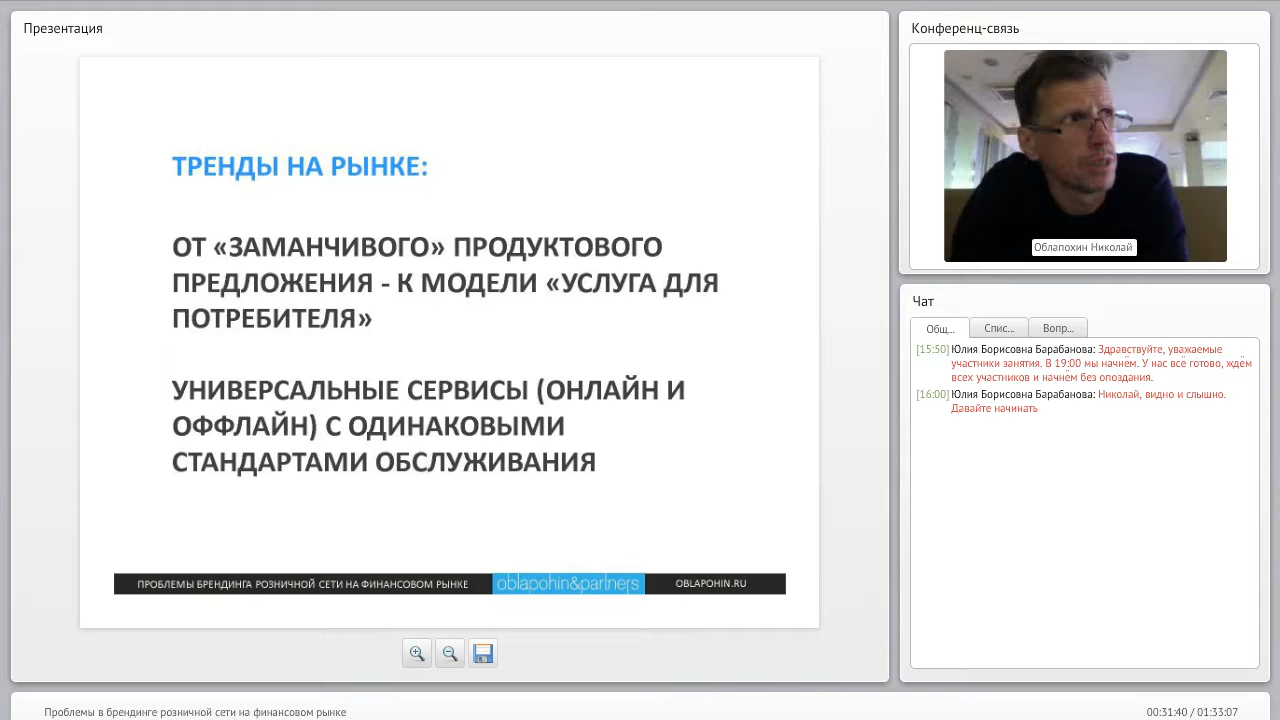 Презентация
ТРЕНДЫ НА РЫНКЕ:
ОТ «ЗАМАНЧИВОГО» ПРОДУКТОВОГО
ПРЕДЛОЖЕНИЯ - К МОДЕЛИ «УСЛУГА ДЛЯ
ПОТРЕБИТЕЛЯ»
УНИВЕРСАЛЬНЫЕ СЕРВИСЫ (ОНЛАЙН И
ОФФЛАЙН) С ОДИНАКОВЫМИ
СТАНДАРТАМИ ОБСЛУЖИВАНИЯ
ПРОБЛЕМЫ БРЕНДИНГА РОЗНИЧНОЙ СЕТИ НА ФИНАНСОВОМ РЫНКЕ oblapohin&partners OBLAPOHIN.RU
Конференц-связь
Облапохин Николай
Чат
Общ... Спис... Вопр...
[15:50] Юлия Борисовна Барабанова: Здравствуйте, уважаемые
участники занятия. В 19:00 мы начнём. У нас всё готово, ждём
всех участников и начнём без опоздания.
[16:00] Юлия Борисовна Барабанова: Николай, видно и слышно.
Давайте начинать
Проблемы в брендинге розничной сети на финансовом рынке 00:31:40 / 01:33:07